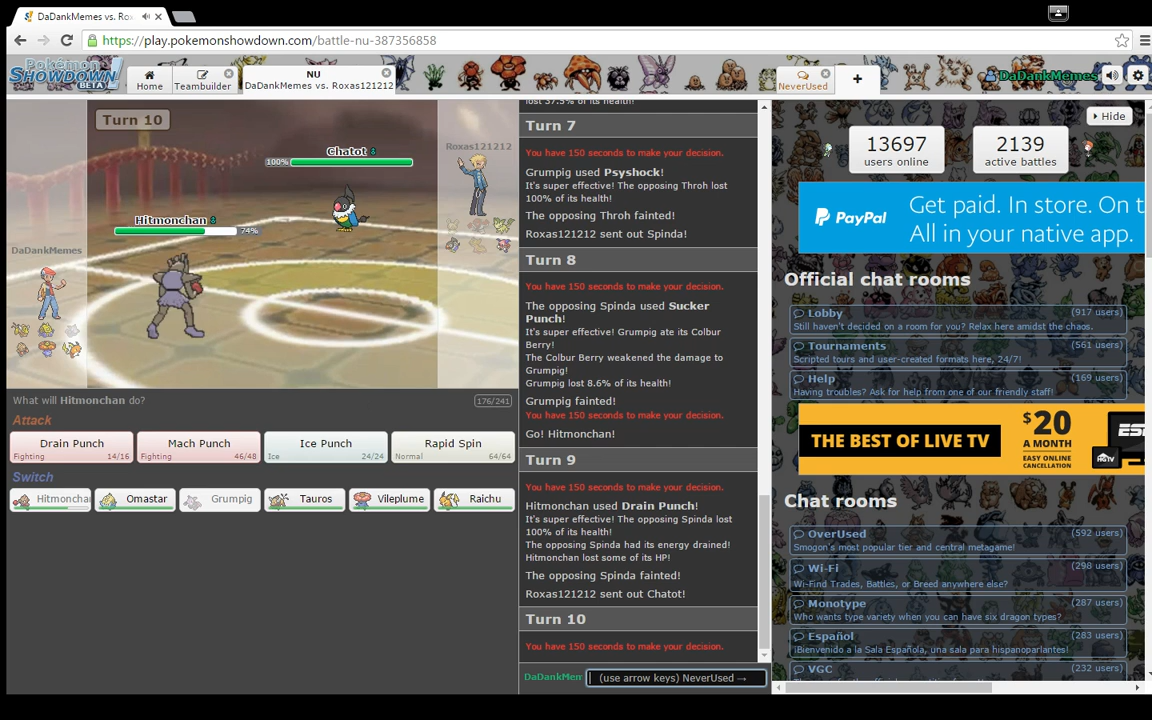 DaDankMemes vs. Rox
https://play.pokemonshowdown.com/battle-nu-387356858
Pokémon
SHOWDOWN!
BETA
Home
Teambuilder
NU
DaDankMemes vs. Roxas121212
NeverUsed
+
DaDankMemes
Turn 10
Chatot
100%
Hitmonchan
74%
Roxas121212
DaDankMemes
What will Hitmonchan do?
176/241
Attack
Drain Punch
Fighting 14/16
Mach Punch
Fighting 46/48
Ice Punch
Ice 24/24
Rapid Spin
Normal 64/64
Switch
Hitmonchan
Omastar
Grumpig
Tauros
Vileplume
Raichu
lost 37.5% of its health!
Turn 7
You have 150 seconds to make your decision.
Grumpig used Psyshock!
It's super effective! The opposing Throh lost
100% of its health!
The opposing Throh fainted!
Roxas121212 sent out Spinda!
Turn 8
You have 150 seconds to make your decision.
The opposing Spinda used Sucker
Punch!
It's super effective! Grumpig ate its Colbur
Berry!
The Colbur Berry weakened the damage to
Grumpig!
Grumpig lost 8.6% of its health!
Grumpig fainted!
You have 150 seconds to make your decision.
Go! Hitmonchan!
Turn 9
You have 150 seconds to make your decision.
Hitmonchan used Drain Punch!
It's super effective! The opposing Spinda lost
100% of its health!
The opposing Spinda had its energy drained!
Hitmonchan lost some of its HP!
The opposing Spinda fainted!
Roxas121212 sent out Chatot!
Turn 10
You have 150 seconds to make your decision.
DaDankMem
(use arrow keys) NeverUsed →
Hide
13697
users online
2139
active battles
PayPal
Get paid. In store. On t
All in your native app.
Official chat rooms
Lobby (917 users)
Still haven't decided on a room for you? Relax here amidst the chaos.
Tournaments (561 users)
Scripted tours and user-created formats here, 24/7!
Help (169 users)
Having troubles? Ask for help from one of our friendly staff!
THE BEST OF LIVE TV
$20
A MONTH
EASY ONLINE
CANCELLATION
ESP
HGTV
Chat rooms
OverUsed (592 users)
Smogon's most popular tier and central metagame!
Wi-Fi (298 users)
Wi-Find Trades, Battles, or Breed anywhere else?
Monotype (287 users)
Who wants type variety when you can have six dragon types?
Español (283 users)
¡Bienvenido a la Sala Española, una sala para hispanoparlantes!
VGC (232 users)